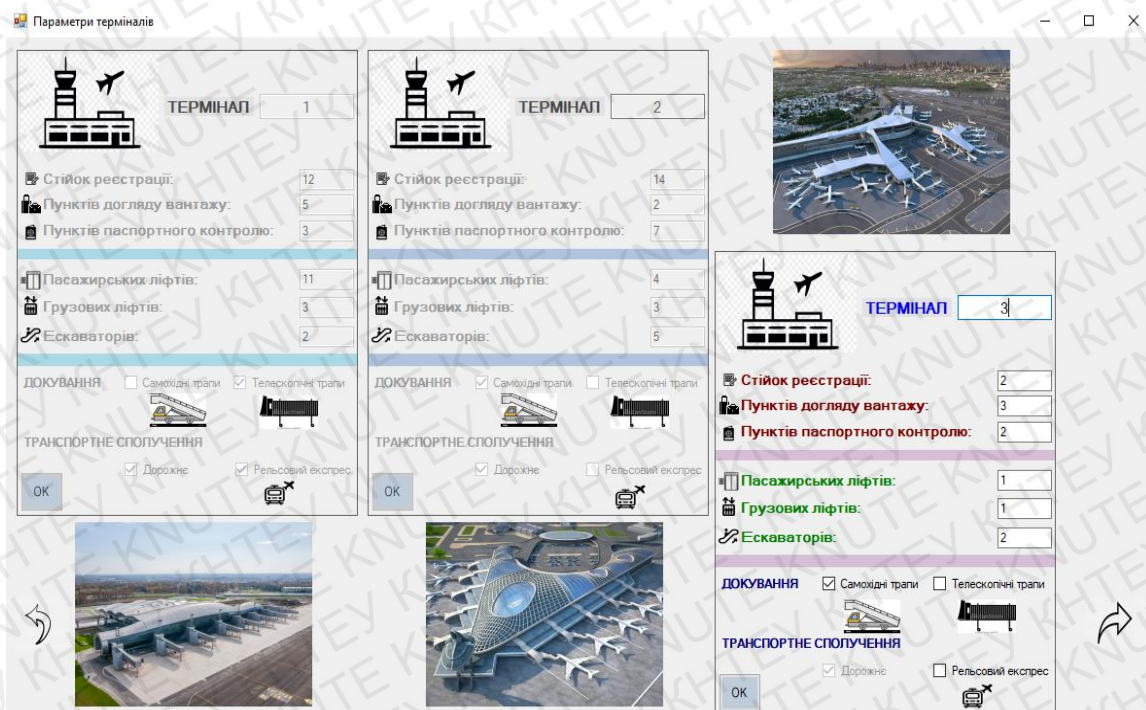 Параметри терміналів
ТЕРМІНАЛ 1
Стійок реєстрації: 12
Пунктів догляду вантажу: 5
Пунктів паспортного контролю: 3
Пасажирських ліфтів: 11
Грузових ліфтів: 3
Ескаваторів: 2
ДОКУВАННЯ Самохідні трапи Телескопічні трапи
ТРАНСПОРТНЕ СПОЛУЧЕННЯ
Дорожнє Рельсовий експрес
OK
ТЕРМІНАЛ 2
Стійок реєстрації: 14
Пунктів догляду вантажу: 2
Пунктів паспортного контролю: 7
Пасажирських ліфтів: 4
Грузових ліфтів: 3
Ескаваторів: 5
ДОКУВАННЯ Самохідні трапи Телескопічні трапи
ТРАНСПОРТНЕ СПОЛУЧЕННЯ
Дорожнє Рельсовий експрес
OK
ТЕРМІНАЛ 3
Стійок реєстрації: 2
Пунктів догляду вантажу: 3
Пунктів паспортного контролю: 2
Пасажирських ліфтів: 1
Грузових ліфтів: 1
Ескаваторів: 2
ДОКУВАННЯ Самохідні трапи Телескопічні трапи
ТРАНСПОРТНЕ СПОЛУЧЕННЯ
Дорожнє Рельсовий експрес
OK